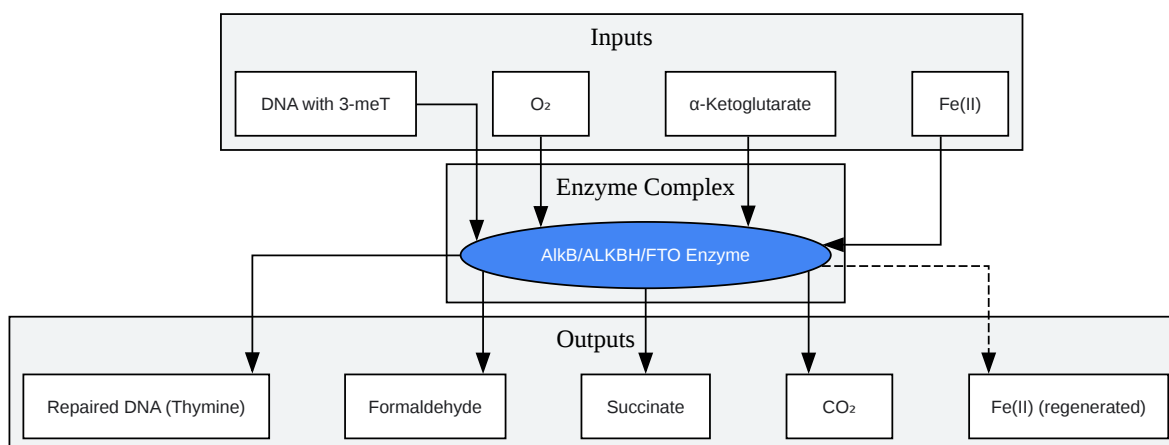 Inputs
DNA with 3-meT
O₂
α-Ketoglutarate
Fe(II)
Enzyme Complex
AlkB/ALKBH/FTO Enzyme
Outputs
Repaired DNA (Thymine)
Formaldehyde
Succinate
CO₂
Fe(II) (regenerated)